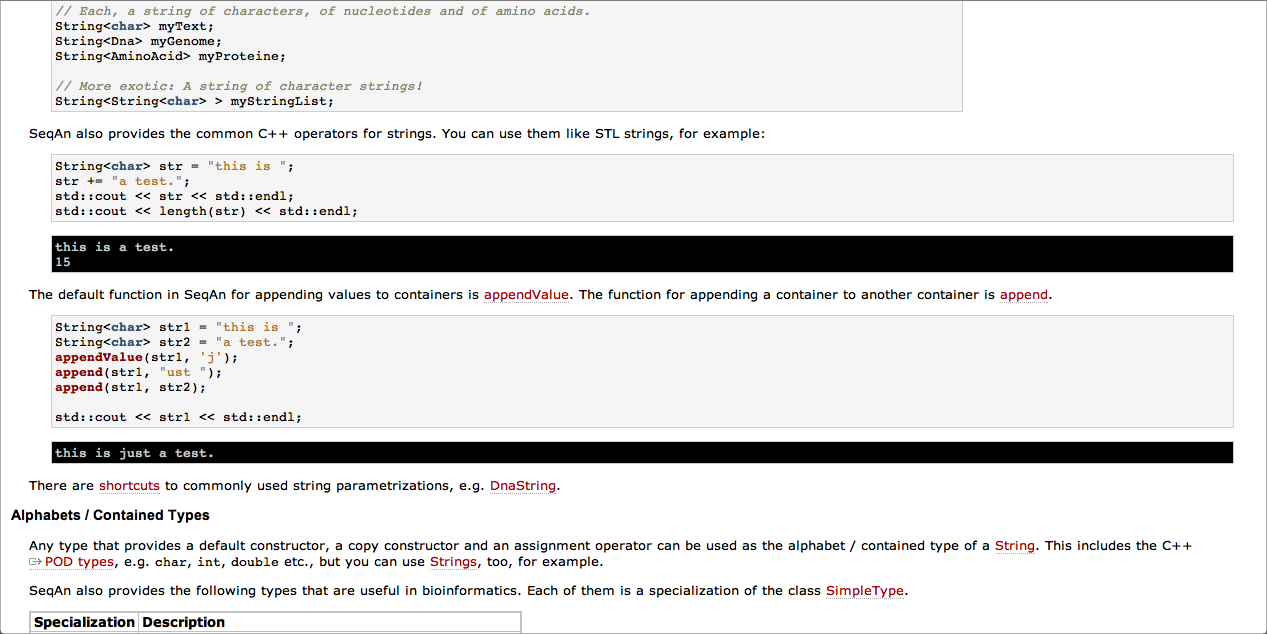 // Each, a string of characters, of nucleotides and of amino acids.
String<char> myText;
String<Dna> myGenome;
String<AminoAcid> myProteine;
// More exotic: A string of character strings!
String<String<char> > myStringList;
SeqAn also provides the common C++ operators for strings. You can use them like STL strings, for example:
String<char> str = "this is ";
str += "a test.";
std::cout << str << std::endl;
std::cout << length(str) << std::endl;
this is a test.
15
The default function in SeqAn for appending values to containers is appendValue. The function for appending a container to another container is append.
String<char> str1 = "this is ";
String<char> str2 = "a test.";
appendValue(str1, 'j');
append(str1, "ust ");
append(str1, str2);
std::cout << str1 << std::endl;
this is just a test.
There are shortcuts to commonly used string parametrizations, e.g. DnaString.
Alphabets / Contained Types
Any type that provides a default constructor, a copy constructor and an assignment operator can be used as the alphabet / contained type of a String. This includes the C++
POD types, e.g. char, int, double etc., but you can use Strings, too, for example.
SeqAn also provides the following types that are useful in bioinformatics. Each of them is a specialization of the class SimpleType.
Specialization Description